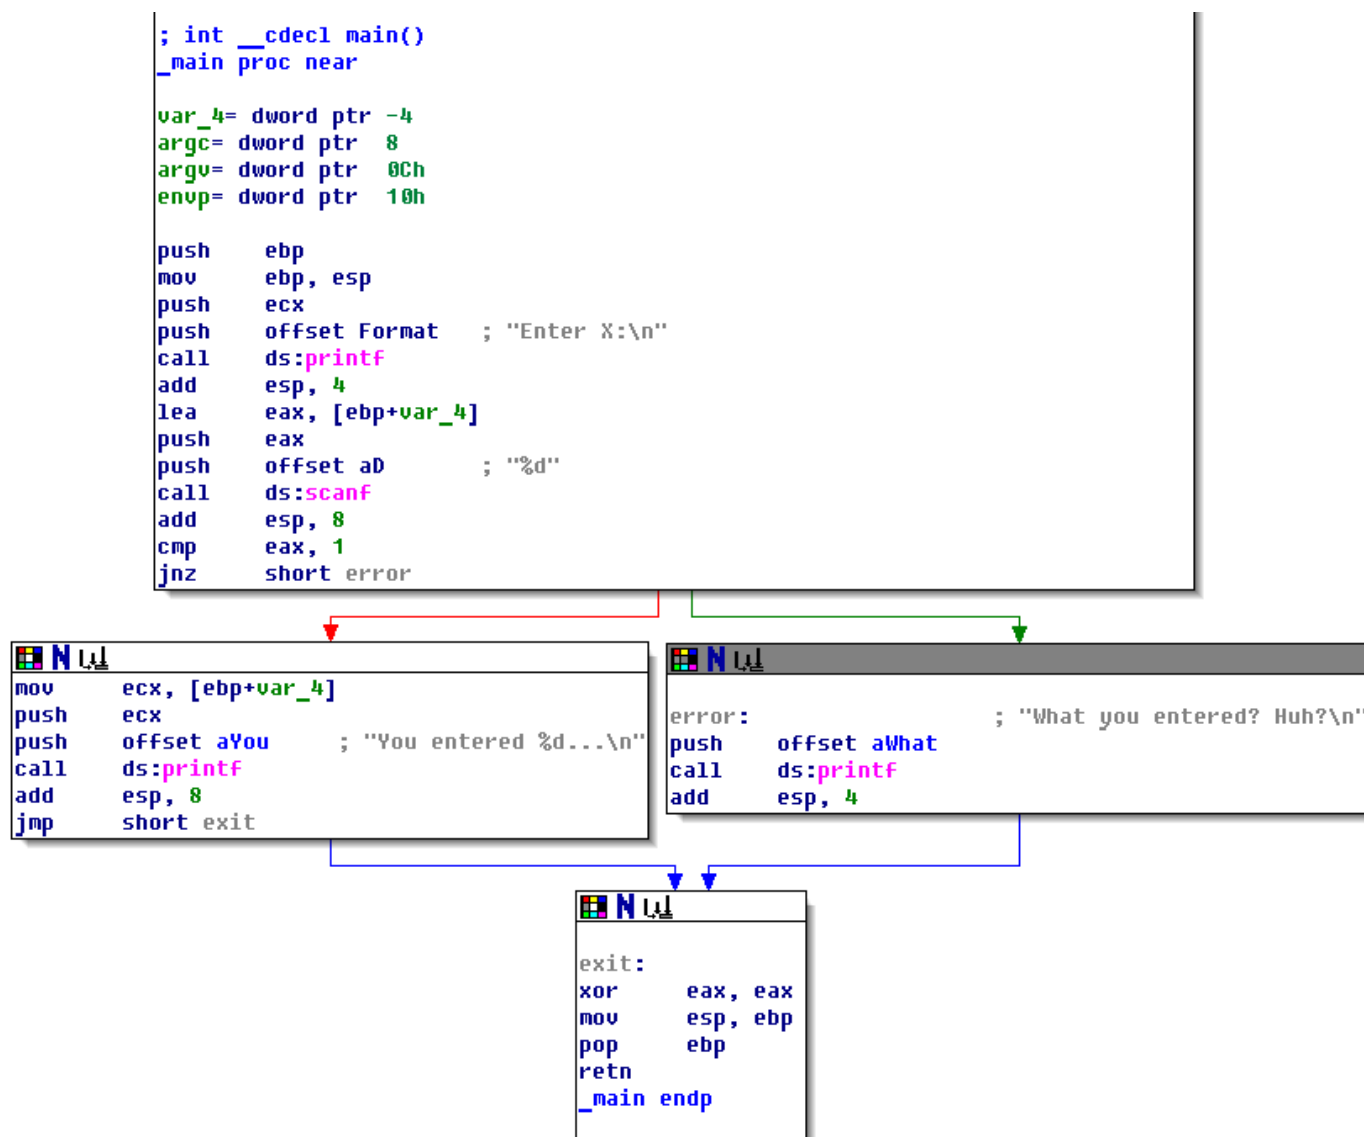 ; int __cdecl main()
_main proc near
var_4= dword ptr -4
argc= dword ptr  8
argv= dword ptr  0Ch
envp= dword ptr  10h
push    ebp
mov     ebp, esp
push    ecx
push    offset Format   ; "Enter X:\n"
call    ds:printf
add     esp, 4
lea     eax, [ebp+var_4]
push    eax
push    offset aD       ; "%d"
call    ds:scanf
add     esp, 8
cmp     eax, 1
jnz     short error
mov     ecx, [ebp+var_4]
push    ecx
push    offset aYou     ; "You entered %d...\n"
call    ds:printf
add     esp, 8
jmp     short exit
error:                  ; "What you entered? Huh?\n"
push    offset aWhat
call    ds:printf
add     esp, 4
exit:
xor     eax, eax
mov     esp, ebp
pop     ebp
retn
_main endp